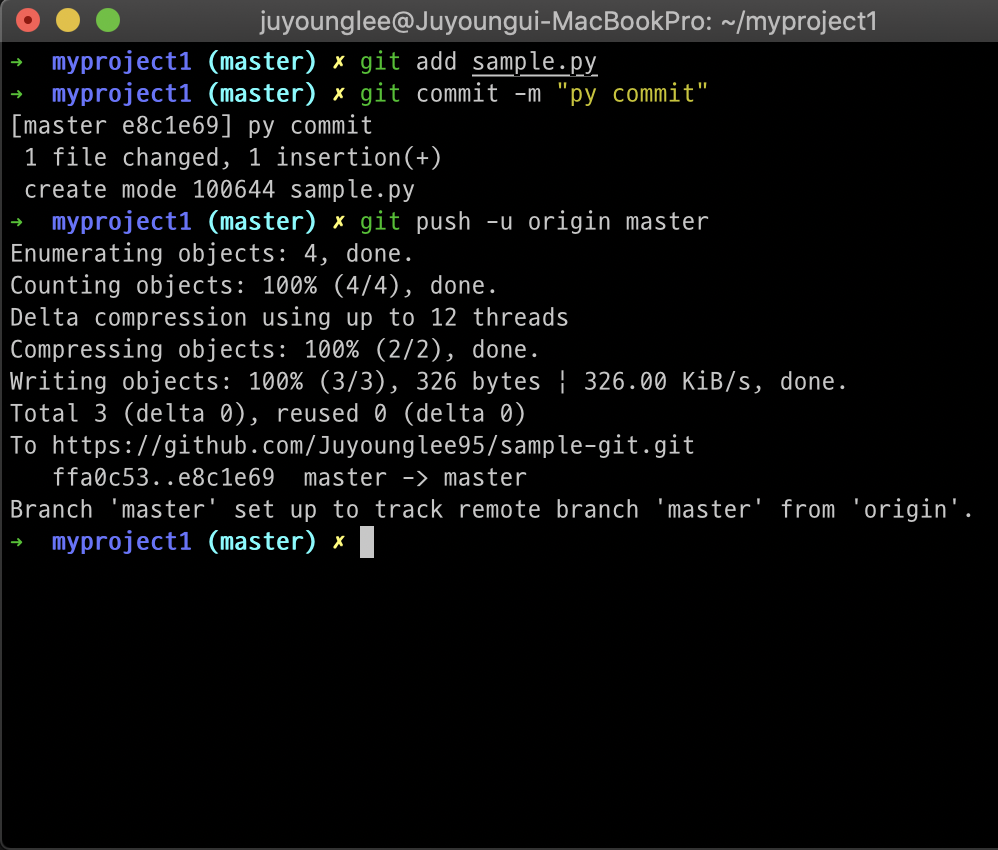 juyounglee@Juyoungui-MacBookPro: ~/myproject1
➜ myproject1 (master) ✗ git add sample.py
➜ myproject1 (master) ✗ git commit -m "py commit"
[master e8c1e69] py commit
 1 file changed, 1 insertion(+)
 create mode 100644 sample.py
➜ myproject1 (master) ✗ git push -u origin master
Enumerating objects: 4, done.
Counting objects: 100% (4/4), done.
Delta compression using up to 12 threads
Compressing objects: 100% (2/2), done.
Writing objects: 100% (3/3), 326 bytes ¦ 326.00 KiB/s, done.
Total 3 (delta 0), reused 0 (delta 0)
To https://github.com/Juyounglee95/sample-git.git
   ffa0c53..e8c1e69  master -> master
Branch 'master' set up to track remote branch 'master' from 'origin'.
➜ myproject1 (master) ✗